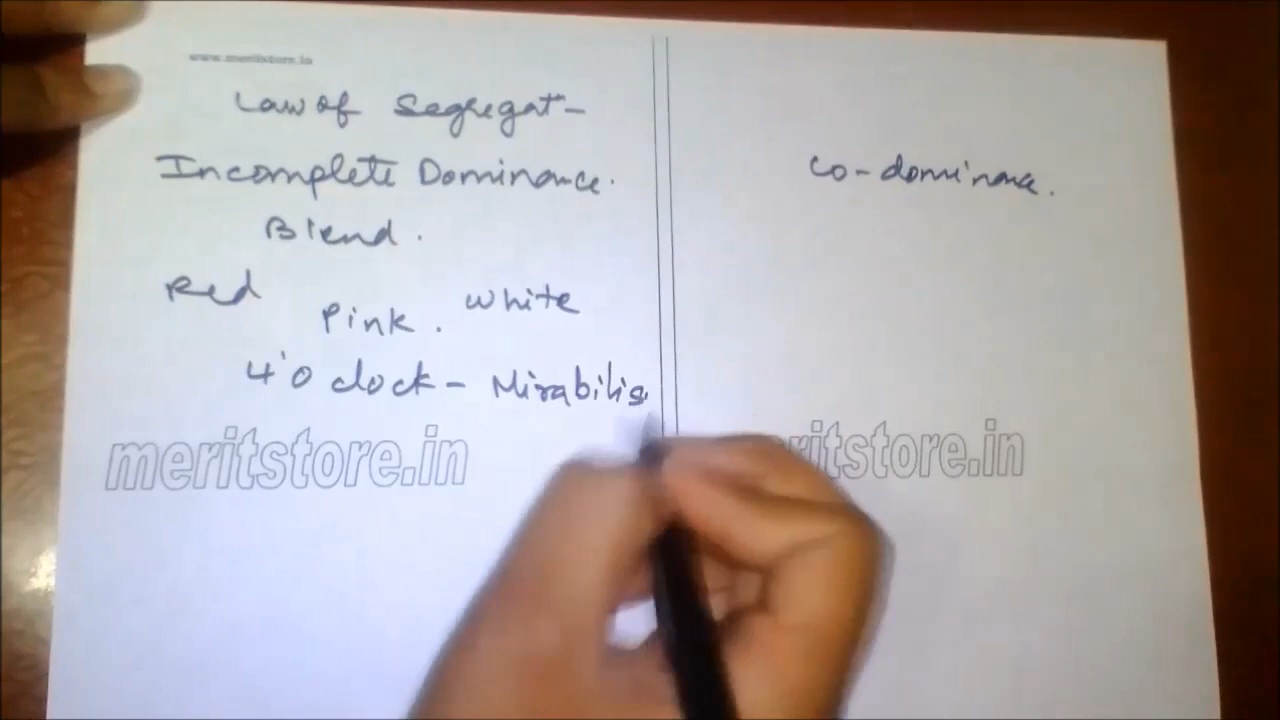 www.meritstore.in
Law of Segregat-
Incomplete Dominance.
Blend.
Red
White
Pink.
4'o clock - Mirabilis
meritstore.in
Co-dominance.
ritstore.in